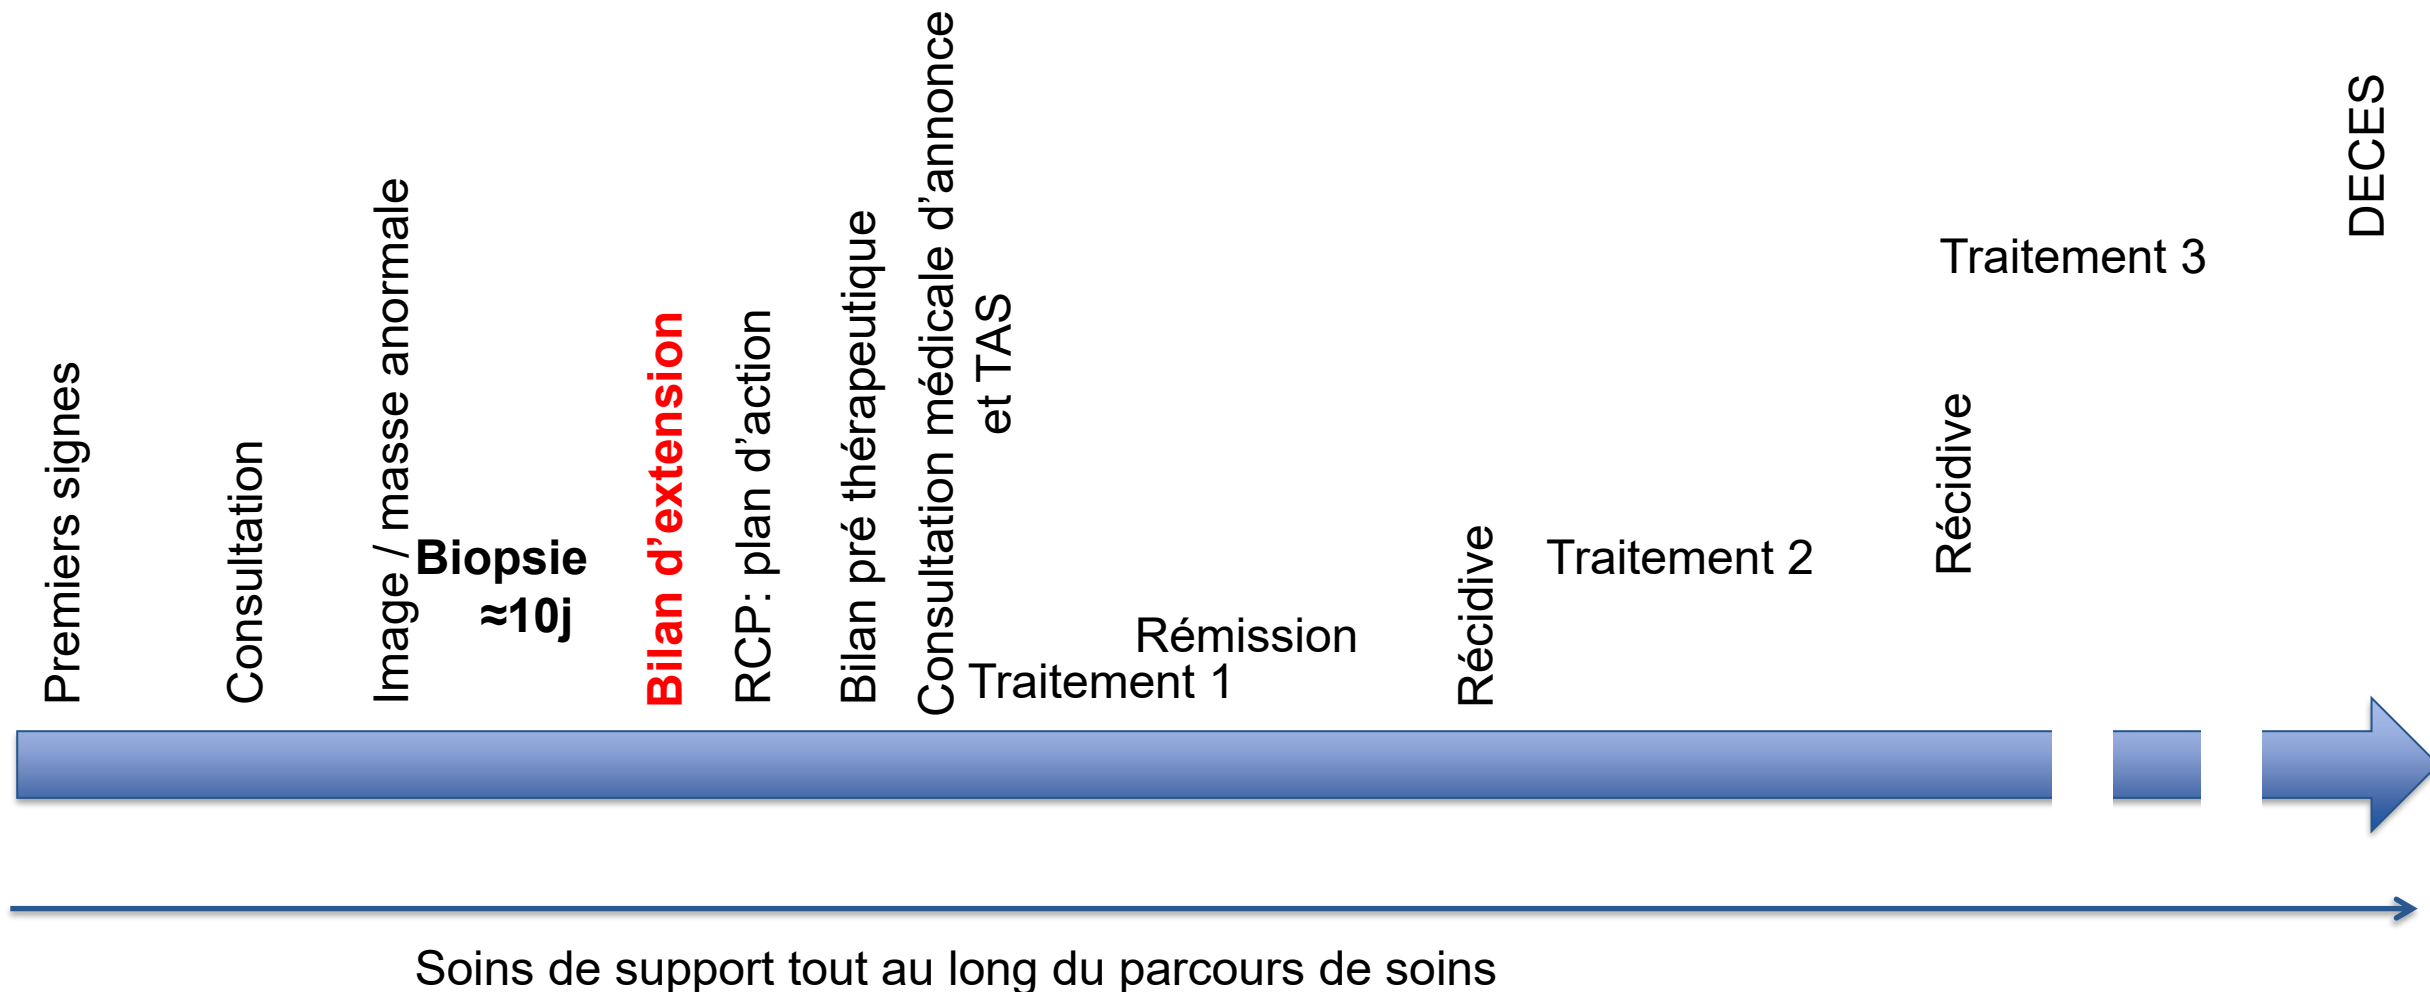 Premiers signes
Consultation
Image / masse anormale
Biopsie
≈10j
Bilan d’extension
RCP: plan d’action
Bilan pré thérapeutique
Consultation médicale d’annonce
et TAS
Traitement 1
Rémission
Récidive
Traitement 2
Récidive
Traitement 3
DECES
Soins de support tout au long du parcours de soins